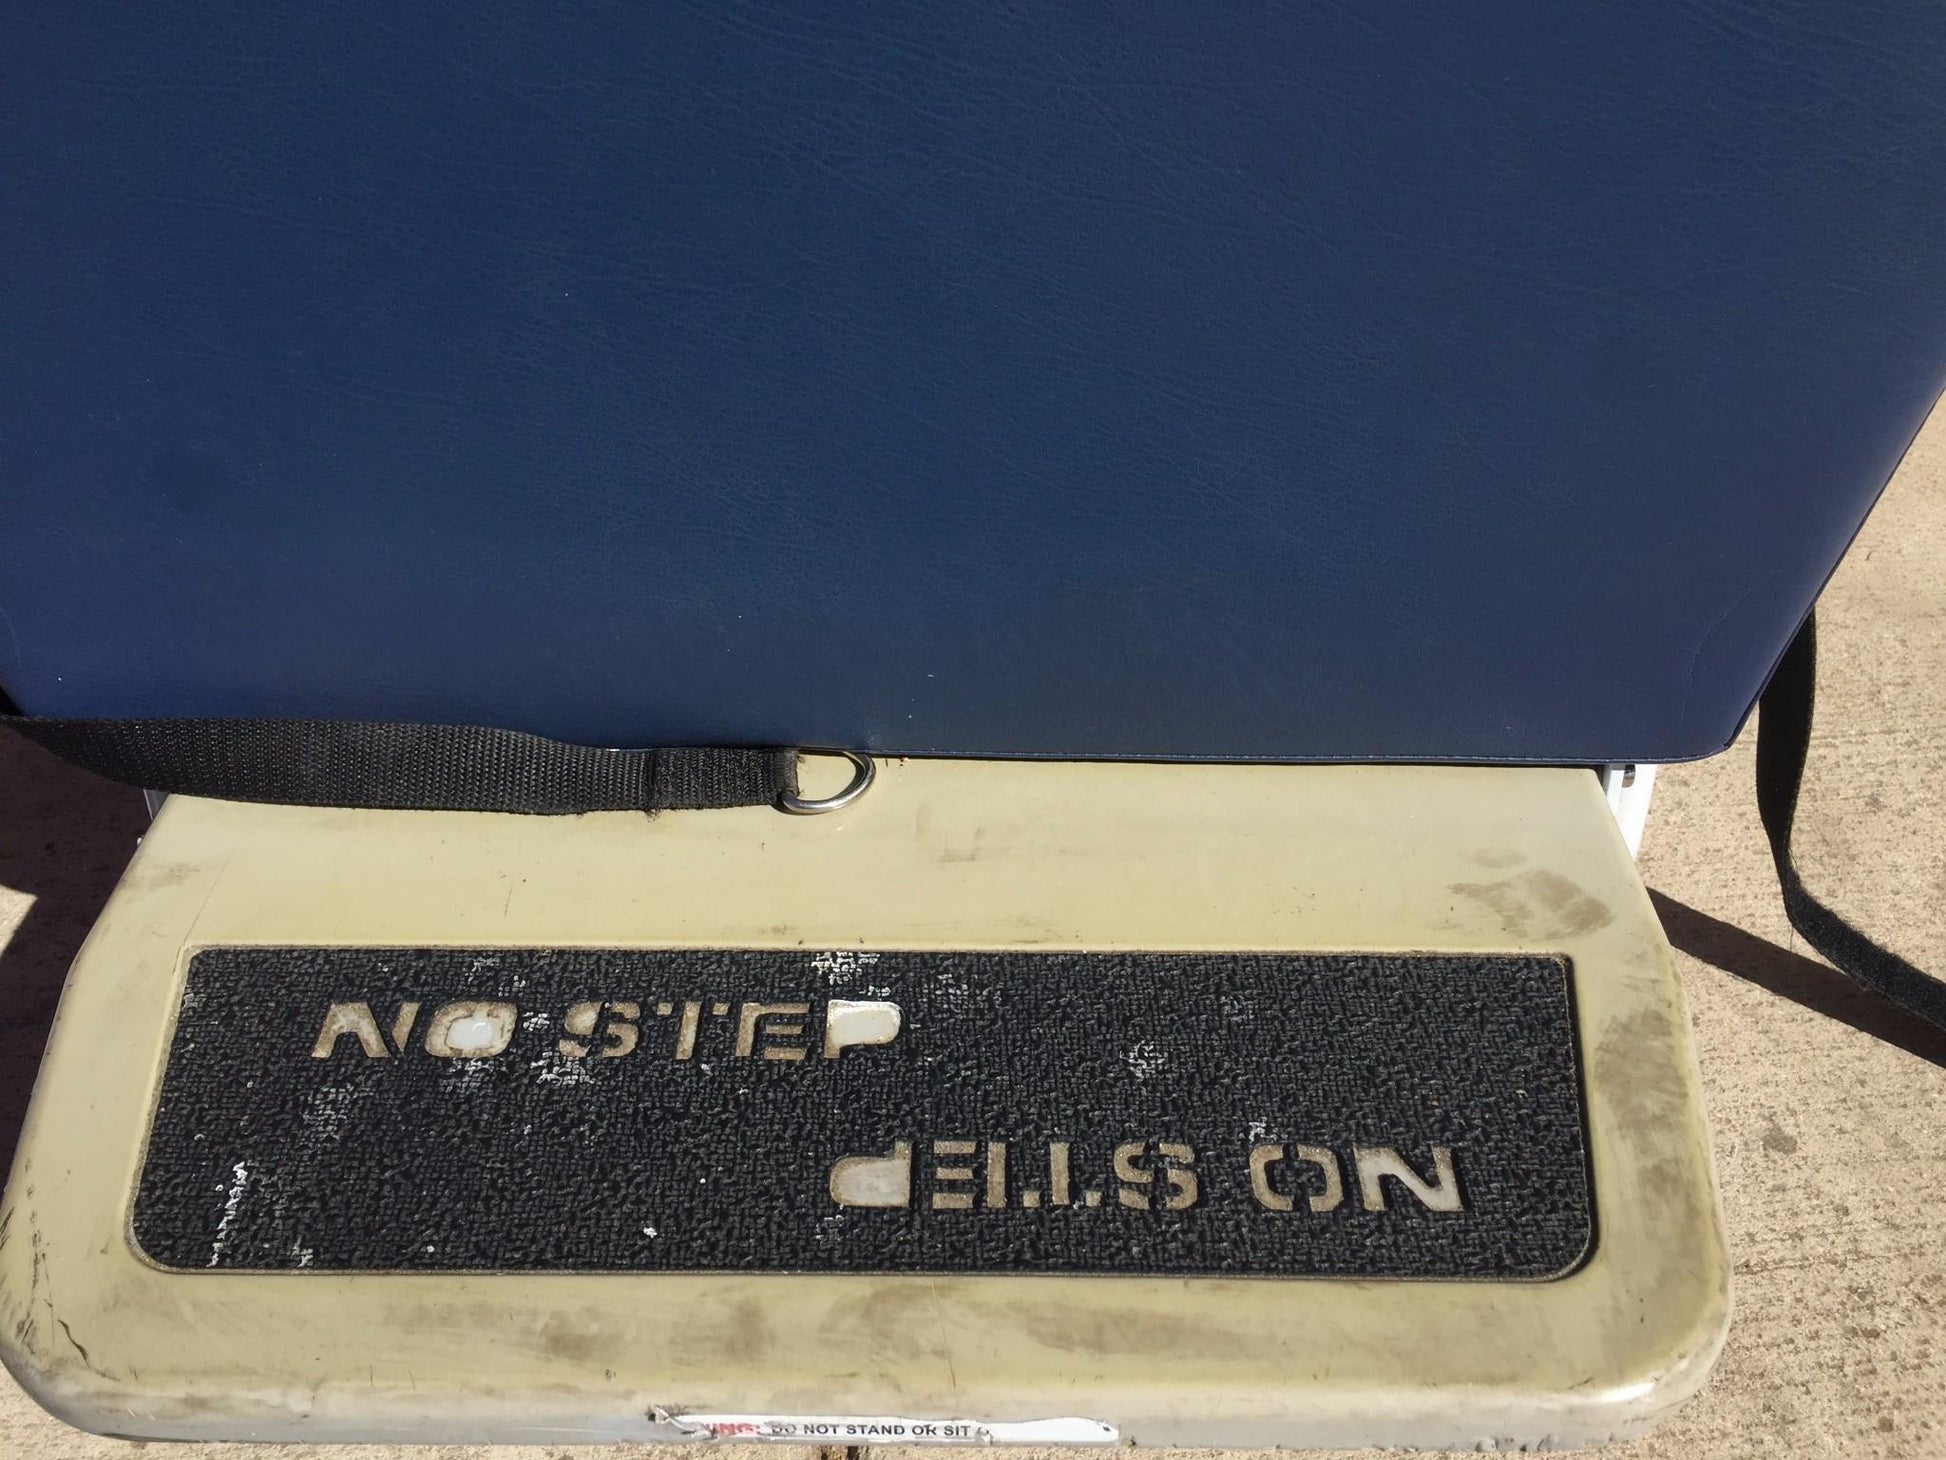 NO STEP
NO STEP
DO NOT STAND OR SIT